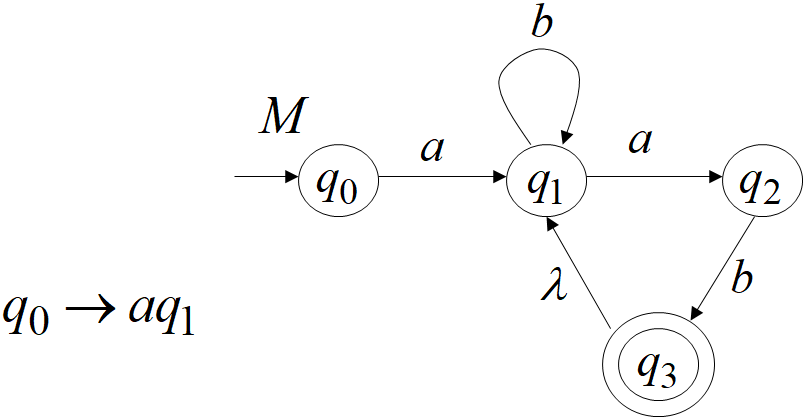 b
M
a
a
q₀
q₁
q₂
λ
b
q₀ → aq₁
q₃